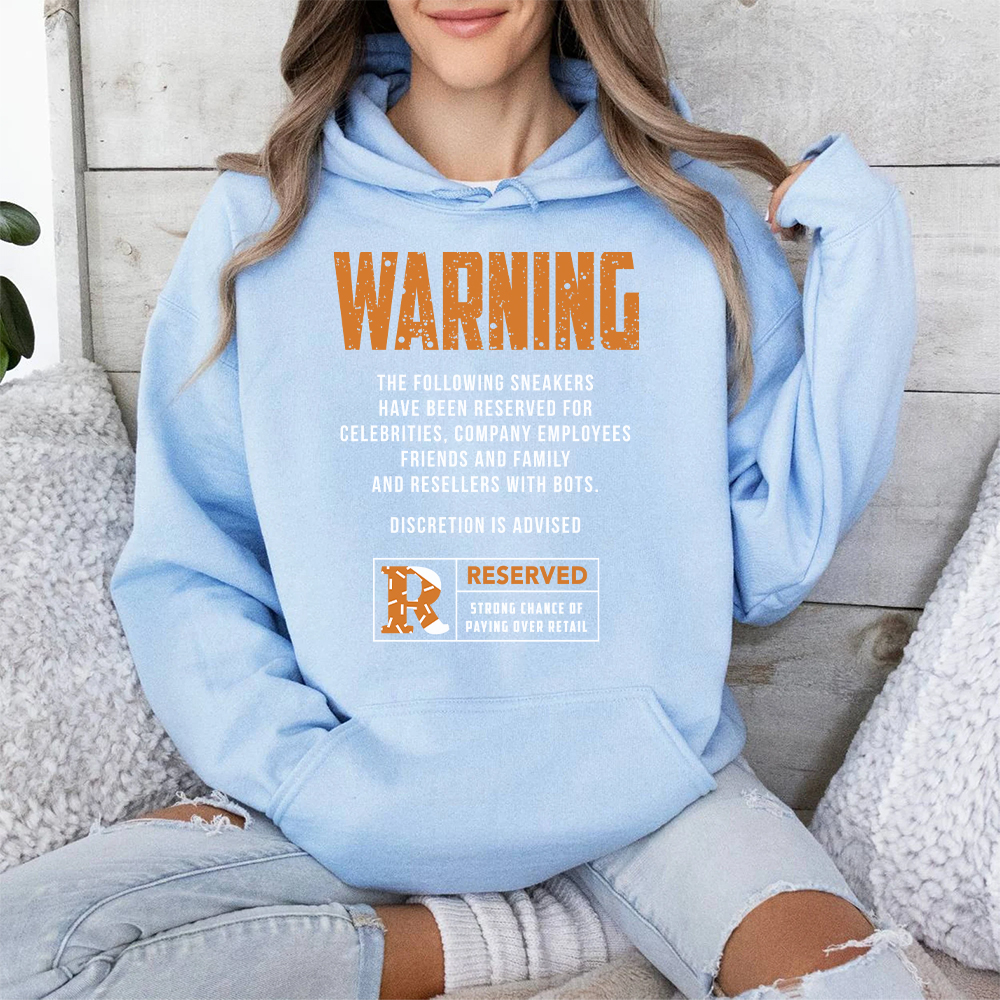 WARNING
THE FOLLOWING SNEAKERS
HAVE BEEN RESERVED FOR
CELEBRITIES, COMPANY EMPLOYEES
FRIENDS AND FAMILY
AND RESELLERS WITH BOTS.
DISCRETION IS ADVISED
R
RESERVED
STRONG CHANCE OF
PAYING OVER RETAIL